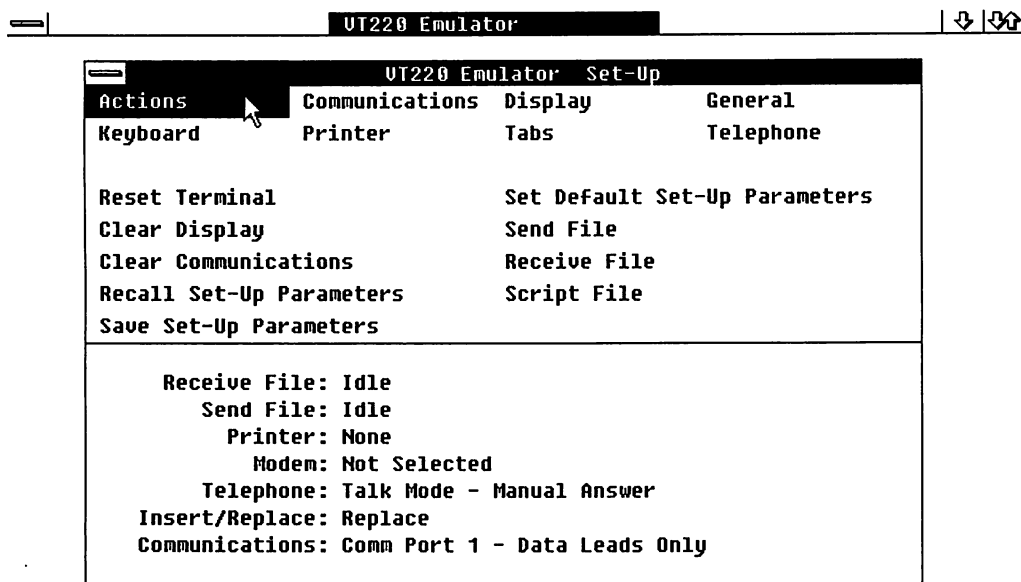 VT220 Emulator
VT220 Emulator Set-Up
Actions Communications Display General
Keyboard Printer Tabs Telephone
Reset Terminal Set Default Set-Up Parameters
Clear Display Send File
Clear Communications Receive File
Recall Set-Up Parameters Script File
Save Set-Up Parameters
Receive File: Idle
Send File: Idle
Printer: None
Modem: Not Selected
Telephone: Talk Mode - Manual Answer
Insert/Replace: Replace
Communications: Comm Port 1 - Data Leads Only